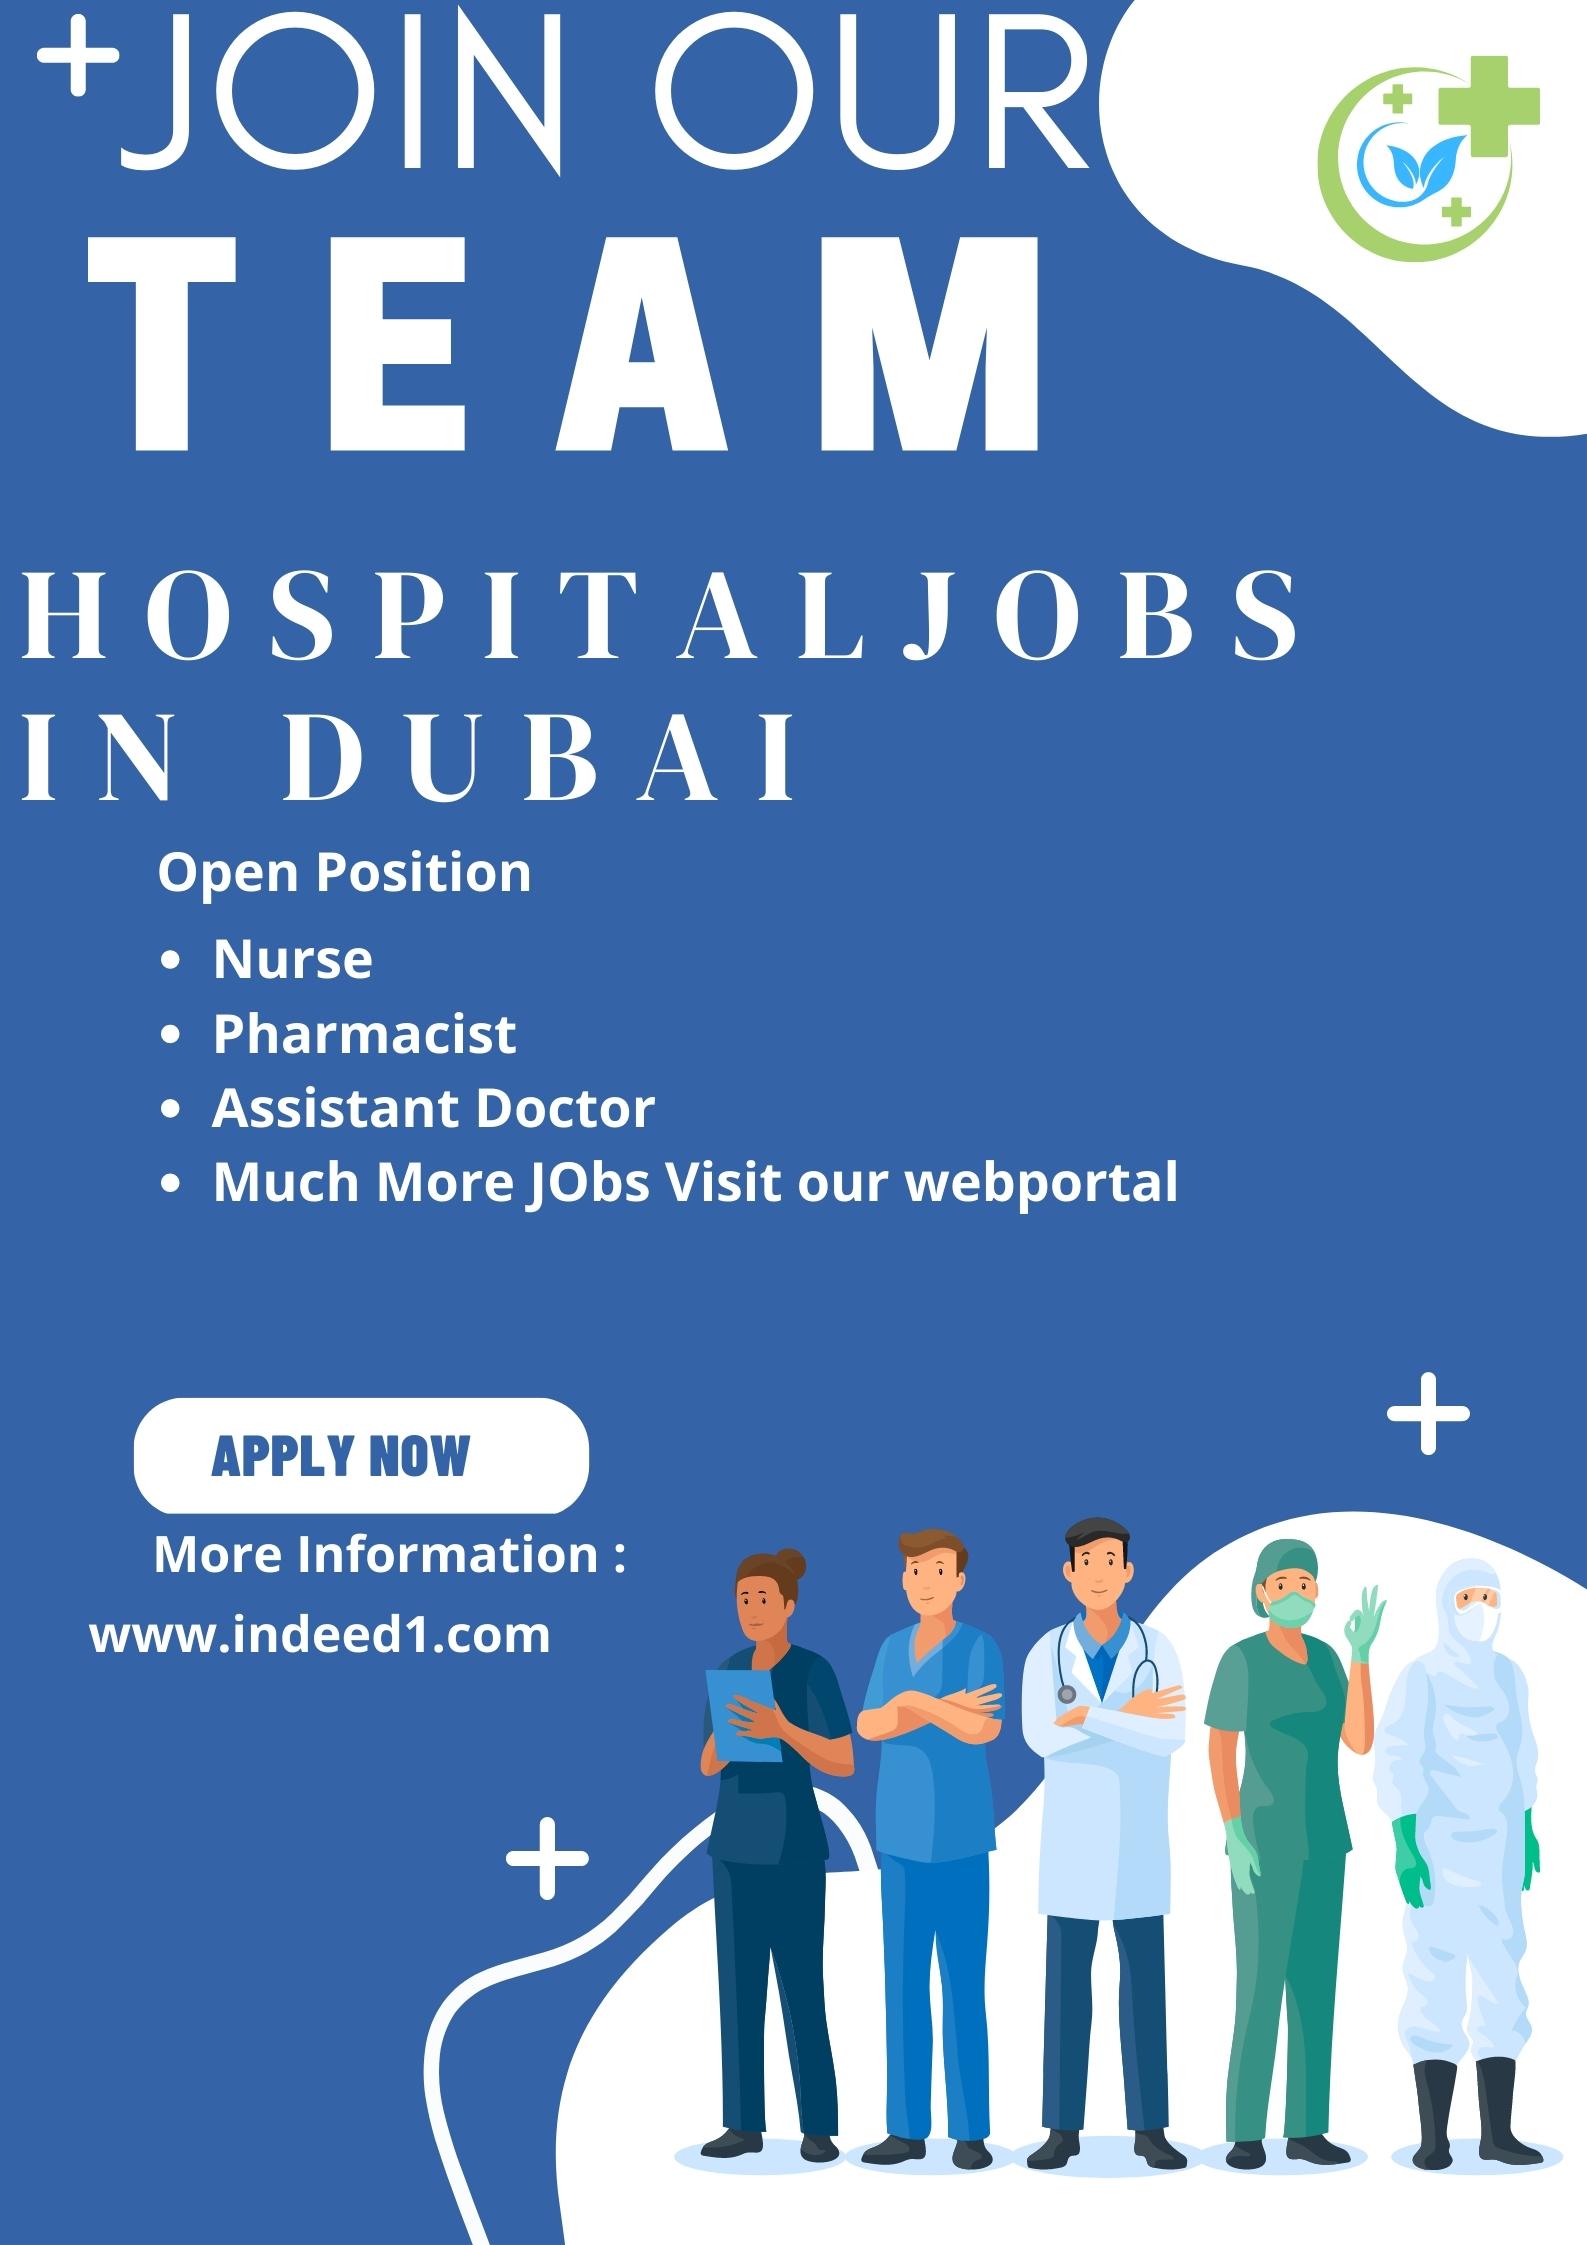 JOIN OUR
TEAM
HOSPITALJOBS
IN DUBAI
Open Position
• Nurse
• Pharmacist
• Assistant Doctor
• Much More JObs Visit our webportal
APPLY NOW
More Information :
www.indeed1.com